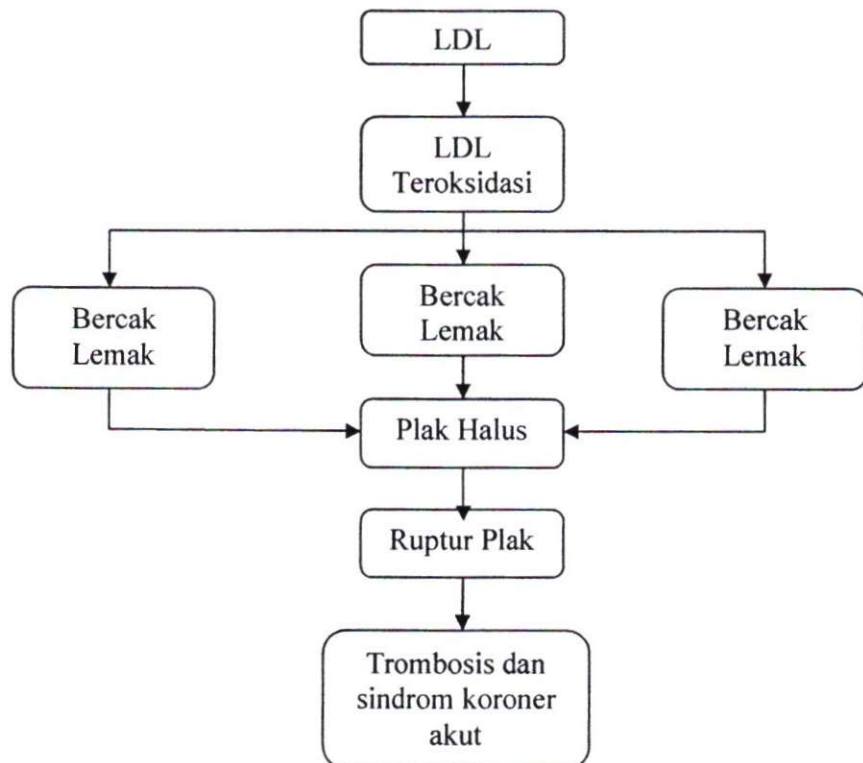 LDL
LDL
Teroksidasi
Bercak
Lemak
Bercak
Lemak
Bercak
Lemak
Plak Halus
Ruptur Plak
Trombosis dan
sindrom koroner
akut